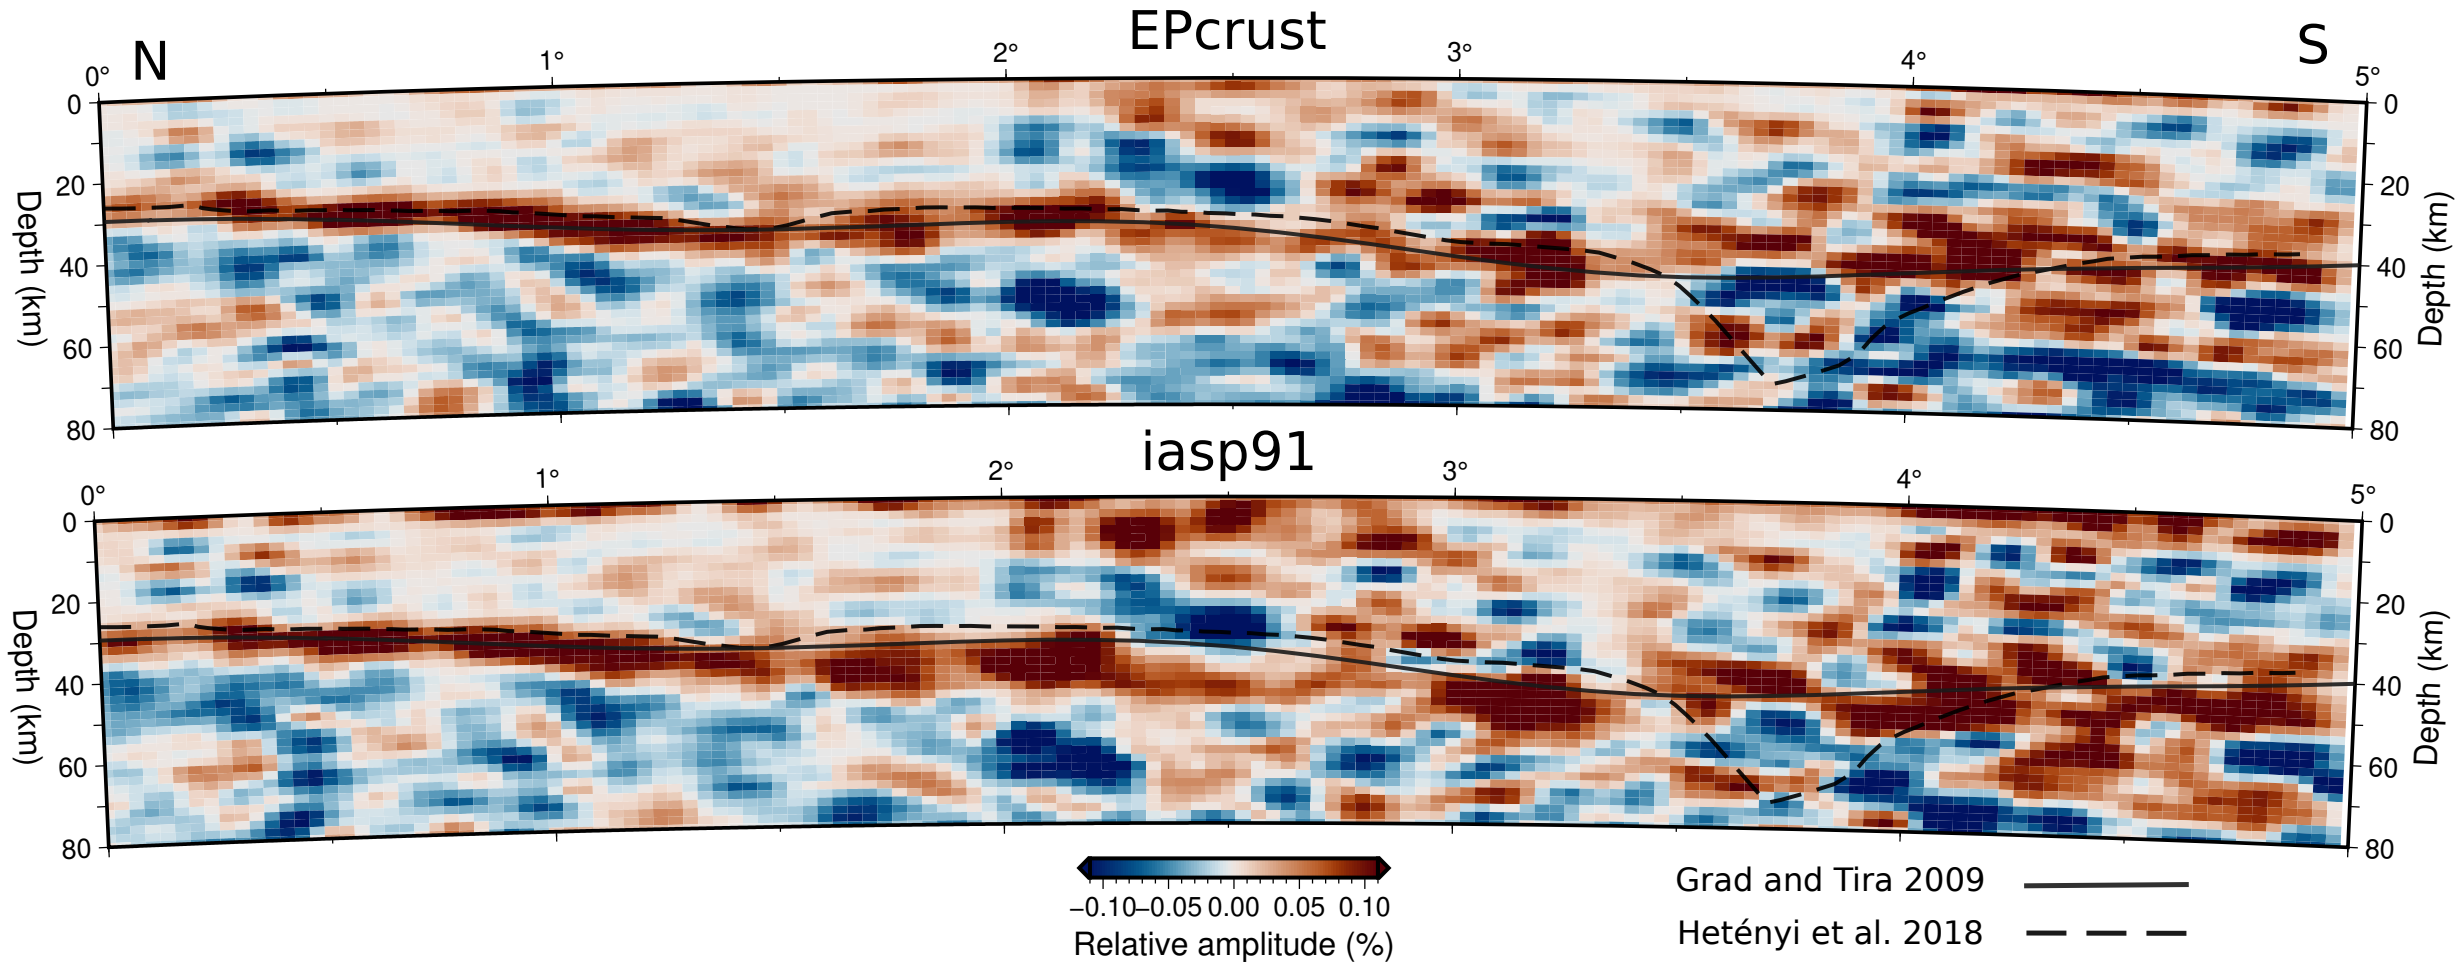 EPcrust
N
S
0° 1° 2° 3° 4° 5°
0
20
40
60
80
Depth (km)
0
20
40
60
80
Depth (km)
iasp91
0° 1° 2° 3° 4° 5°
0
20
40
60
80
Depth (km)
0
20
40
60
80
Depth (km)
−0.10 −0.05 0.00 0.05 0.10
Relative amplitude (%)
Grad and Tira 2009
Hetényi et al. 2018